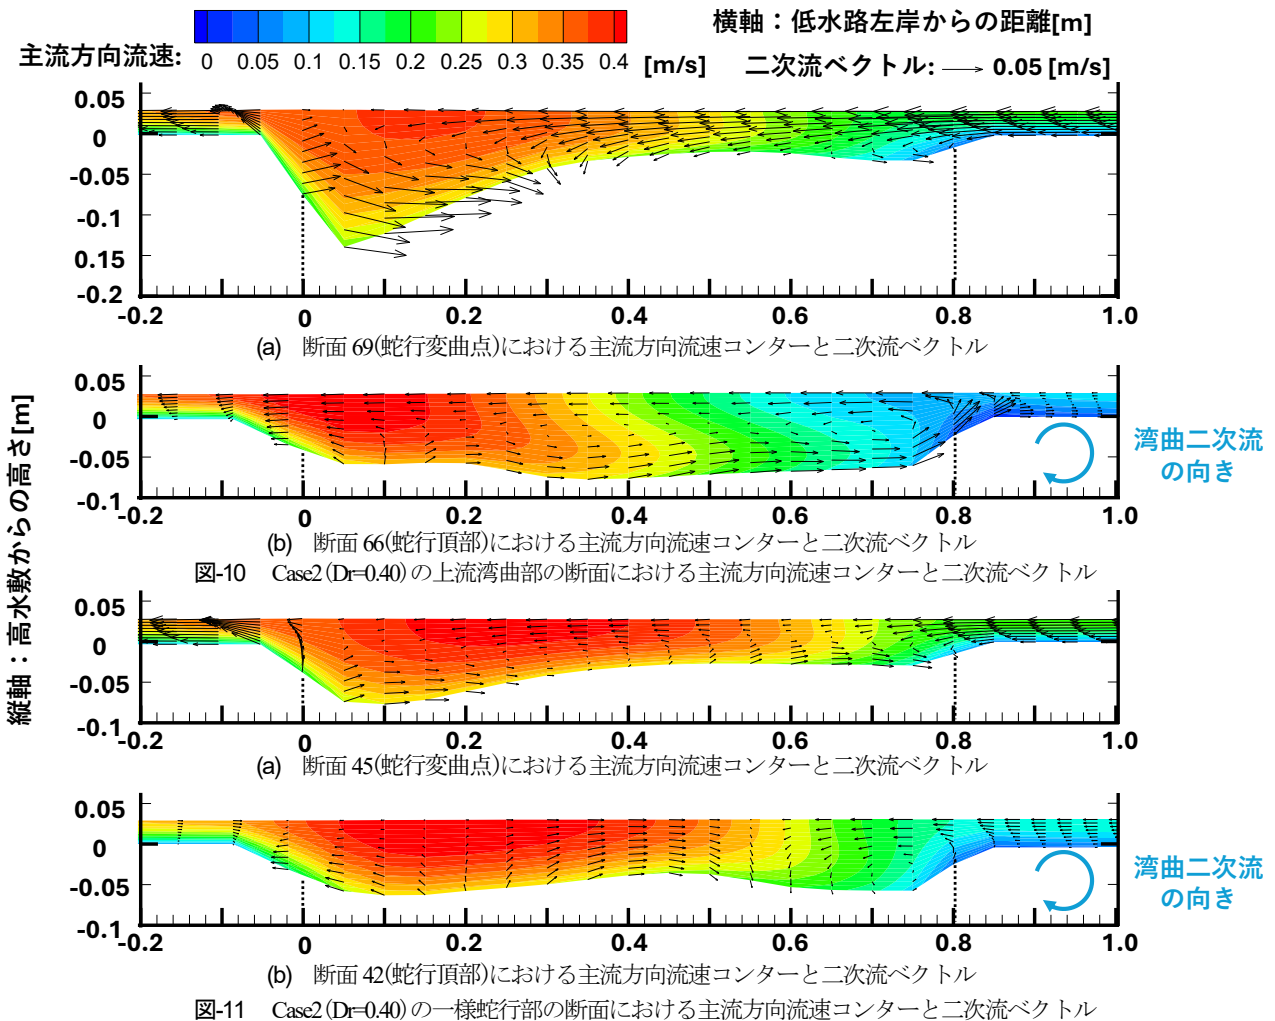 横軸：低水路左岸からの距離[m]
主流方向流速:
0 0.05 0.1 0.15 0.2 0.25 0.3 0.35 0.4
[m/s]
二次流ベクトル: 0.05 [m/s]
縦軸：高水敷からの高さ[m]
0.05
0
-0.05
-0.1
0.15
-0.2
-0.2 0 0.2 0.4 0.6 0.8 1.0
(a) 断面 69(蛇行変曲点)における主流方向流速コンターと二次流ベクトル
0.05
0
-0.05
-0.1
-0.2 0 0.2 0.4 0.6 0.8 1.0
湾曲二次流
の向き
(b) 断面 66(蛇行頂部)における主流方向流速コンターと二次流ベクトル
図-10 Case2 (Dr=0.40) の上流湾曲部の断面における主流方向流速コンターと二次流ベクトル
0.05
0
-0.05
-0.1
-0.2 0 0.2 0.4 0.6 0.8 1.0
(a) 断面 45(蛇行変曲点)における主流方向流速コンターと二次流ベクトル
0.05
0
-0.05
-0.1
-0.2 0 0.2 0.4 0.6 0.8 1.0
湾曲二次流
の向き
(b) 断面 42(蛇行頂部)における主流方向流速コンターと二次流ベクトル
図-11 Case2 (Dr=0.40) の一様蛇行部の断面における主流方向流速コンターと二次流ベクトル